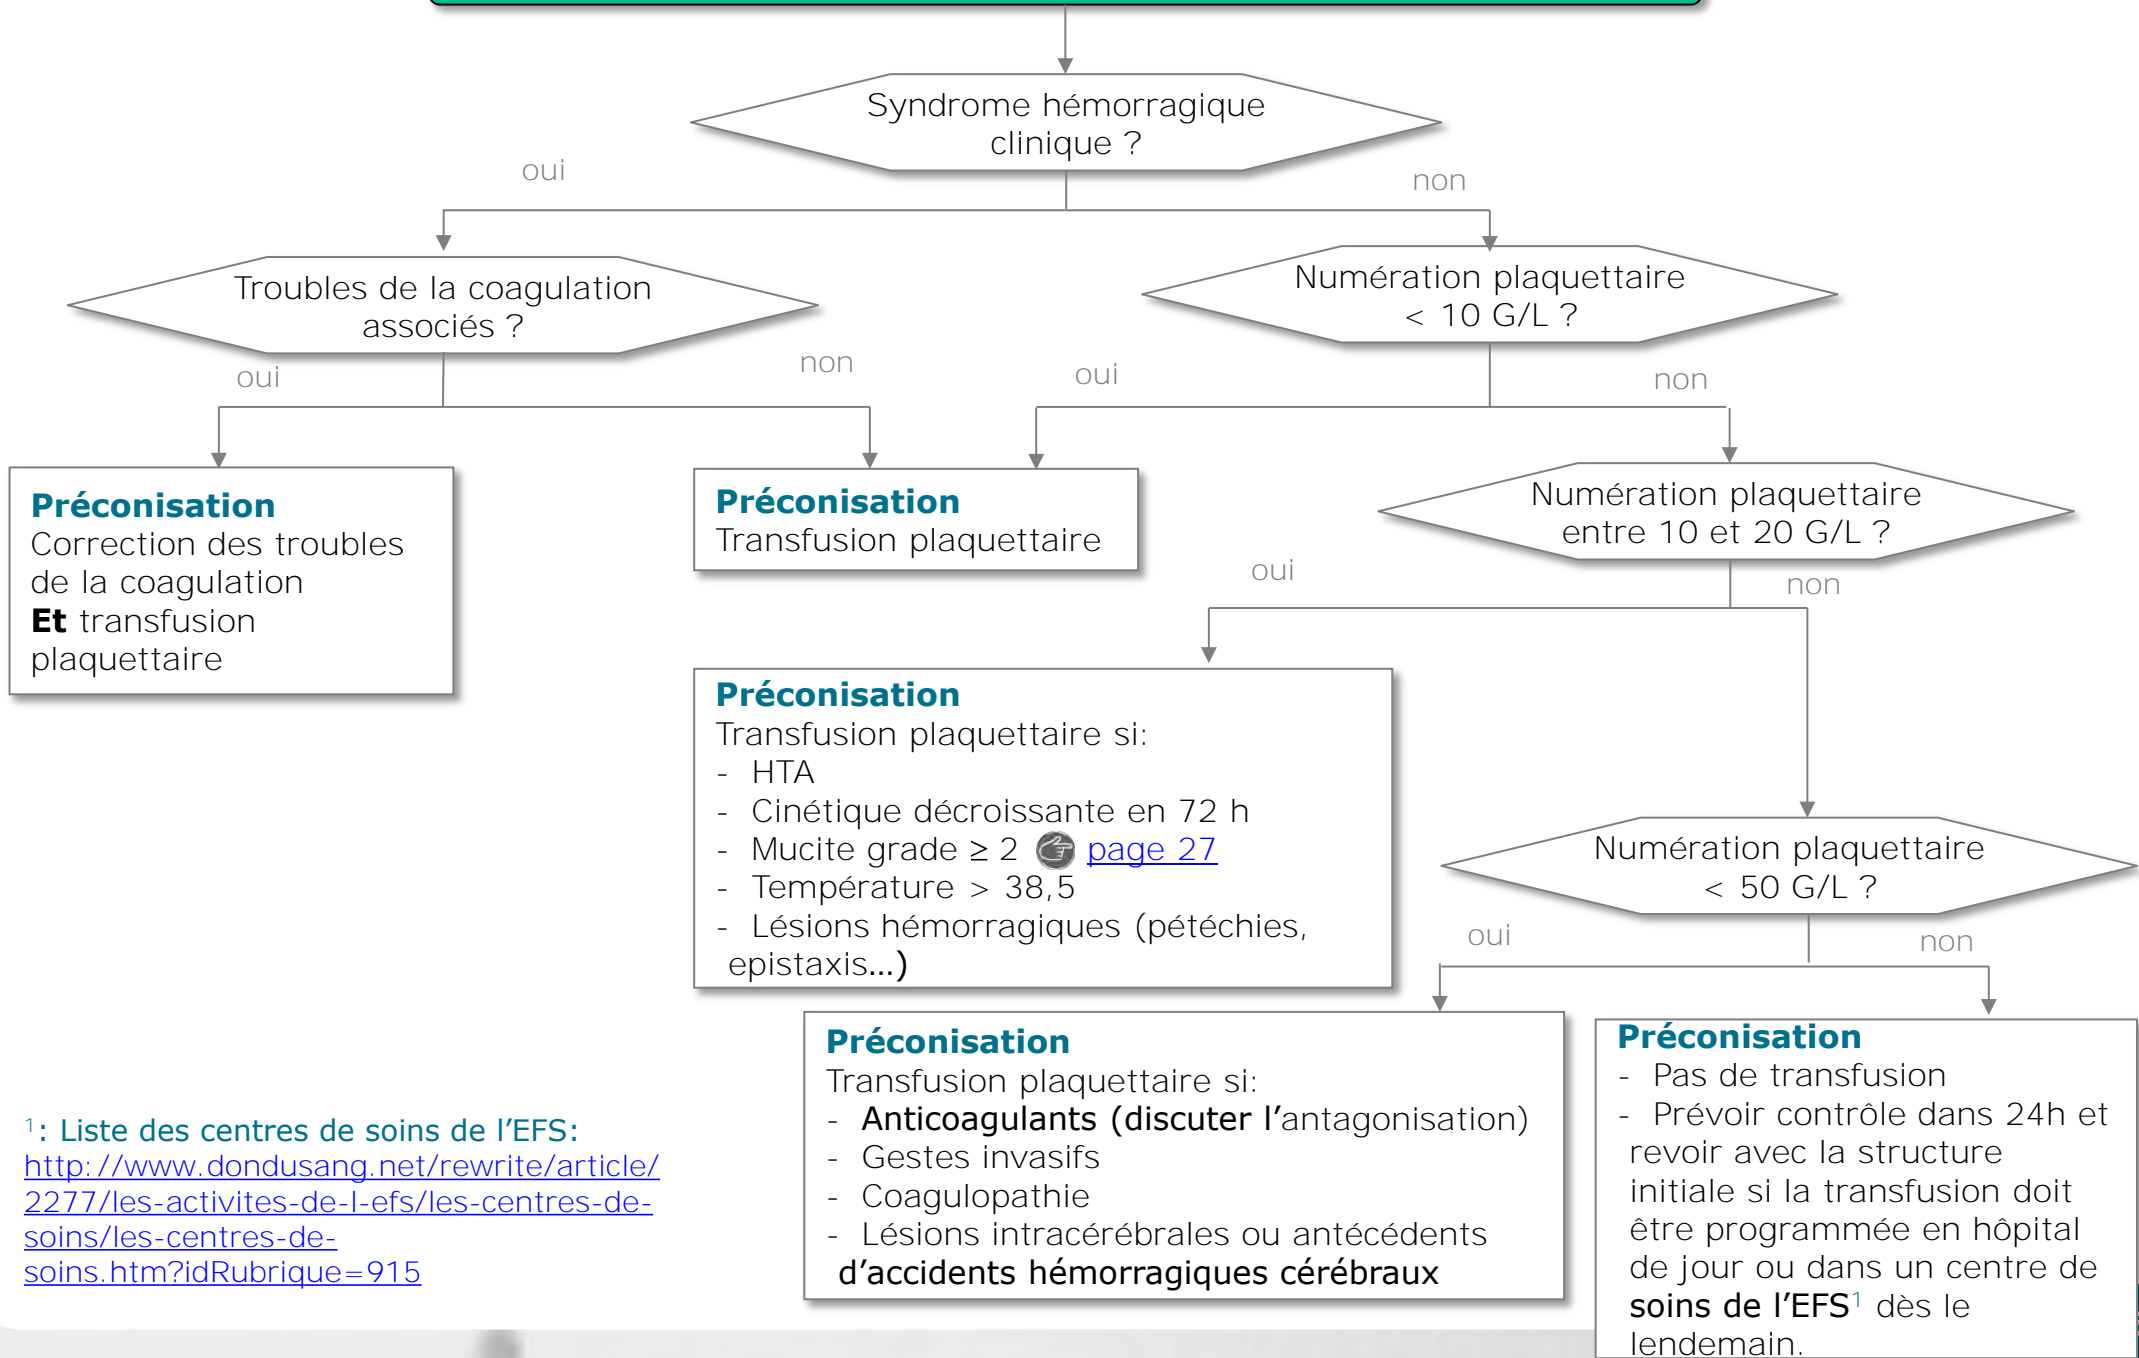 Syndrome hémorragique
clinique ?
oui
non
Troubles de la coagulation
associés ?
Numération plaquettaire
< 10 G/L ?
oui
non
oui
non
Préconisation
Correction des troubles
de la coagulation
Et transfusion
plaquettaire
Préconisation
Transfusion plaquettaire
Numération plaquettaire
entre 10 et 20 G/L ?
oui
non
Préconisation
Transfusion plaquettaire si:
- HTA
- Cinétique décroissante en 72 h
- Mucite grade ≥ 2 page 27
- Température > 38,5
- Lésions hémorragiques (pétéchies,
epistaxis...)
Numération plaquettaire
< 50 G/L ?
oui
non
Préconisation
Transfusion plaquettaire si:
- Anticoagulants (discuter l’antagonisation)
- Gestes invasifs
- Coagulopathie
- Lésions intracérébrales ou antécédents
d’accidents hémorragiques cérébraux
Préconisation
- Pas de transfusion
- Prévoir contrôle dans 24h et
revoir avec la structure
initiale si la transfusion doit
être programmée en hôpital
de jour ou dans un centre de
soins de l’EFS¹ dès le
lendemain.
¹: Liste des centres de soins de l’EFS:
http://www.dondusang.net/rewrite/article/
2277/les-activites-de-l-efs/les-centres-de-
soins/les-centres-de-
soins.htm?idRubrique=915